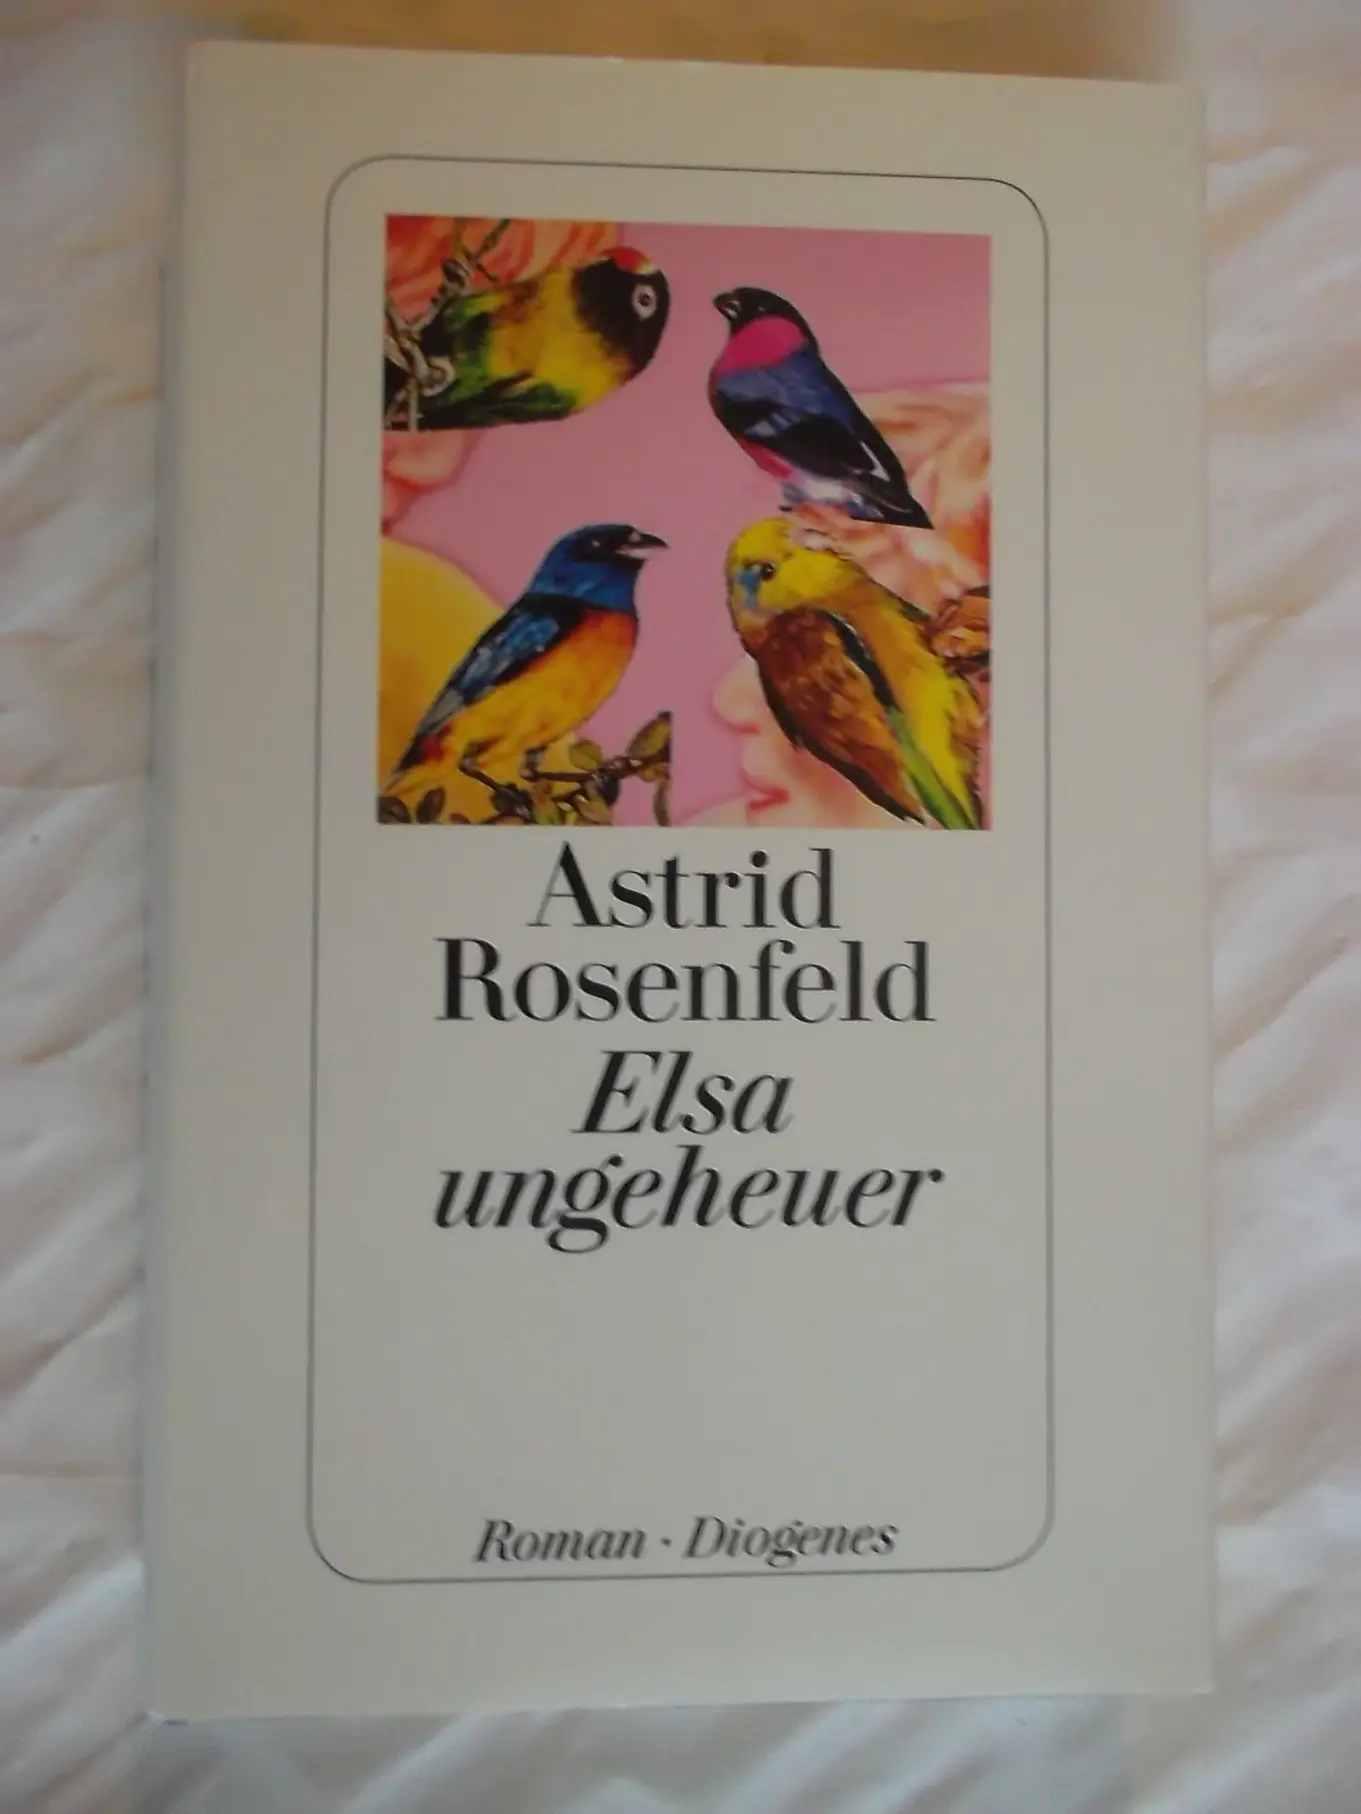 Astrid
Rosenfeld
Elsa
ungeheuer
Roman · Diogenes